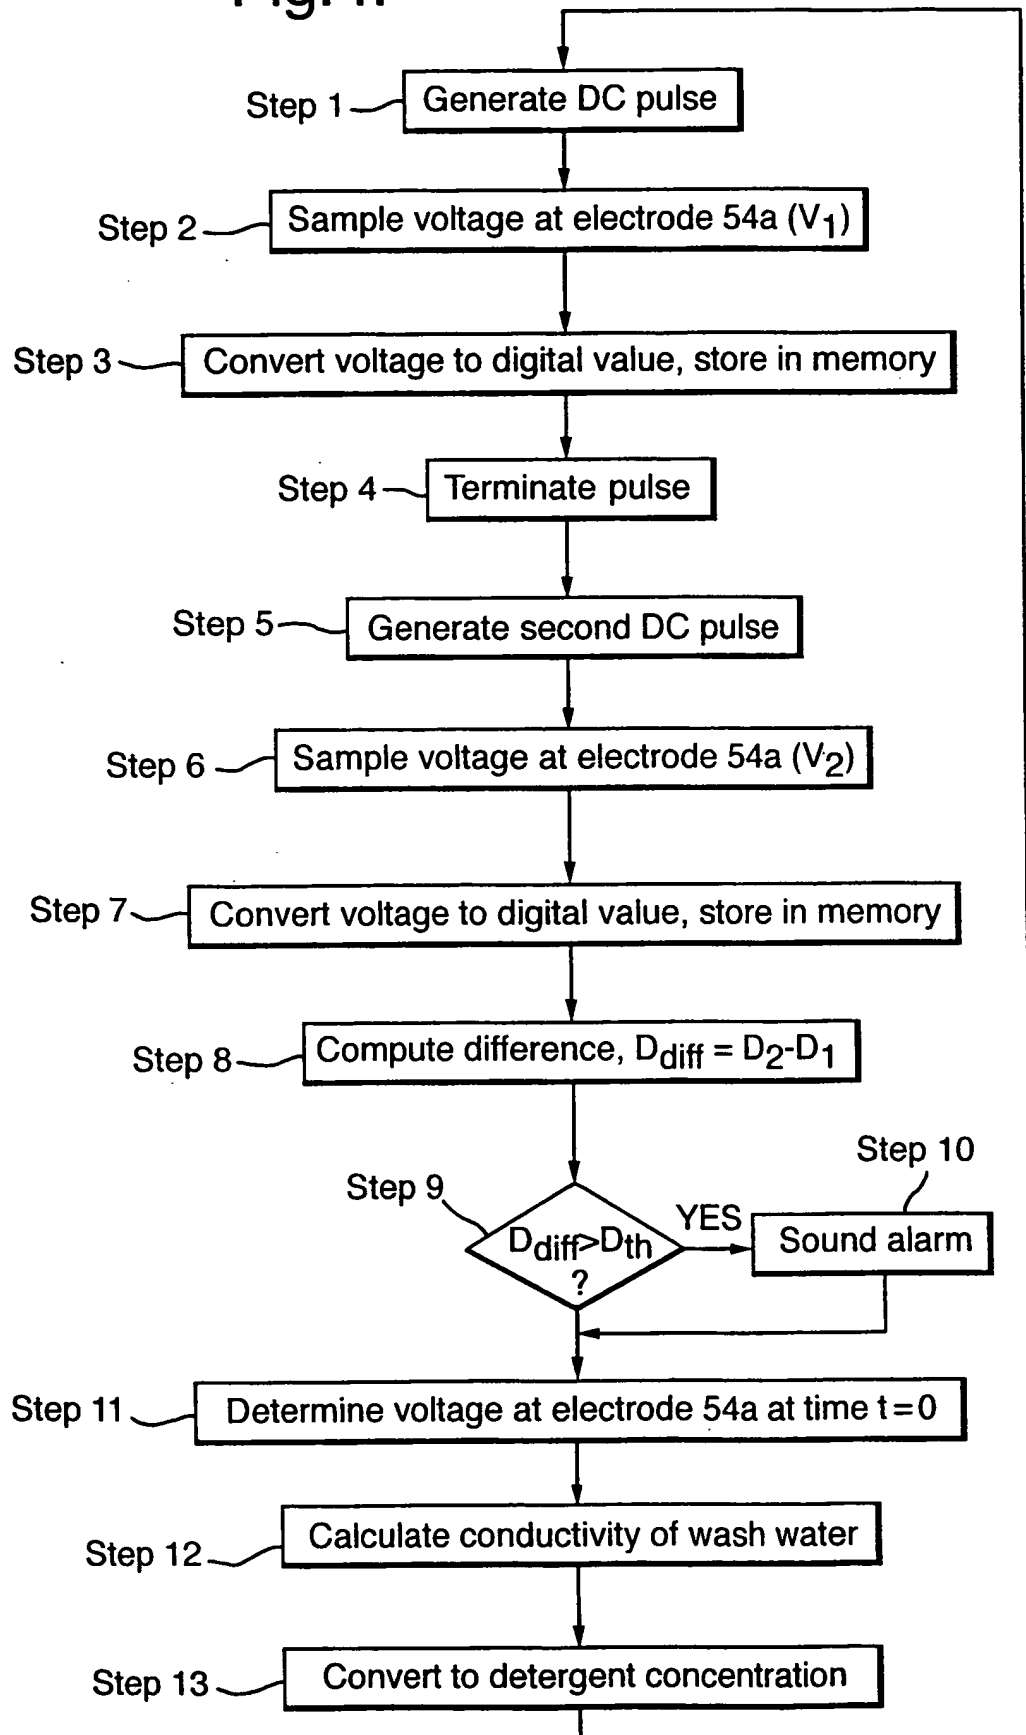 Step 1
Generate DC pulse
Step 2
Sample voltage at electrode 54a (V1)
Step 3
Convert voltage to digital value, store in memory
Step 4
Terminate pulse
Step 5
Generate second DC pulse
Step 6
Sample voltage at electrode 54a (V2)
Step 7
Convert voltage to digital value, store in memory
Step 8
Compute difference, Ddiff = D2-D1
Step 9
Ddiff>Dth
?
YES
Step 10
Sound alarm
Step 11
Determine voltage at electrode 54a at time t=0
Step 12
Calculate conductivity of wash water
Step 13
Convert to detergent concentration